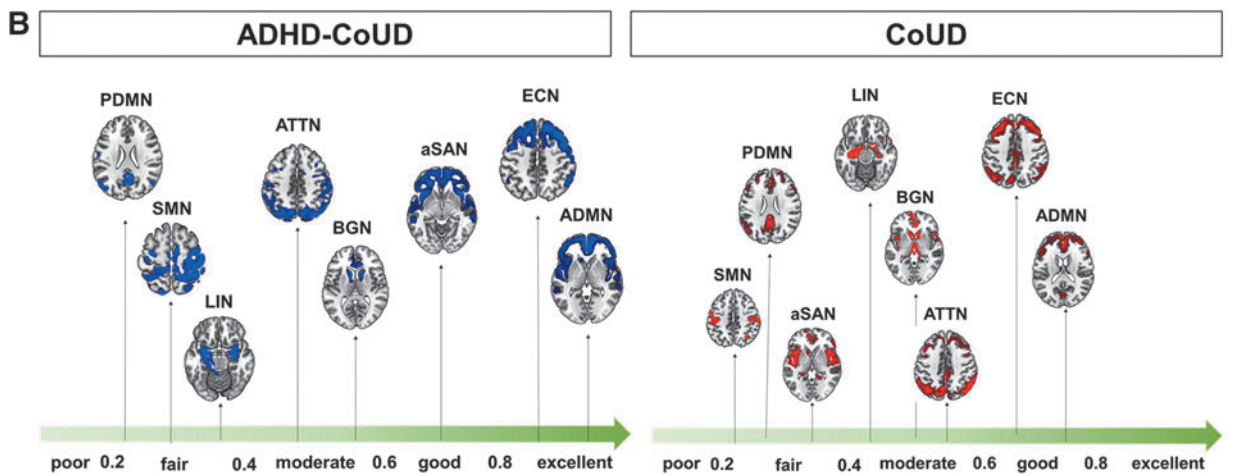 B
ADHD-CoUD
CoUD
PDMN
SMN
LIN
ATTN
BGN
aSAN
ECN
ADMN
poor 0.2 fair 0.4 moderate 0.6 good 0.8 excellent
SMN
PDMN
aSAN
LIN
BGN
ATTN
ECN
ADMN
poor 0.2 fair 0.4 moderate 0.6 good 0.8 excellent